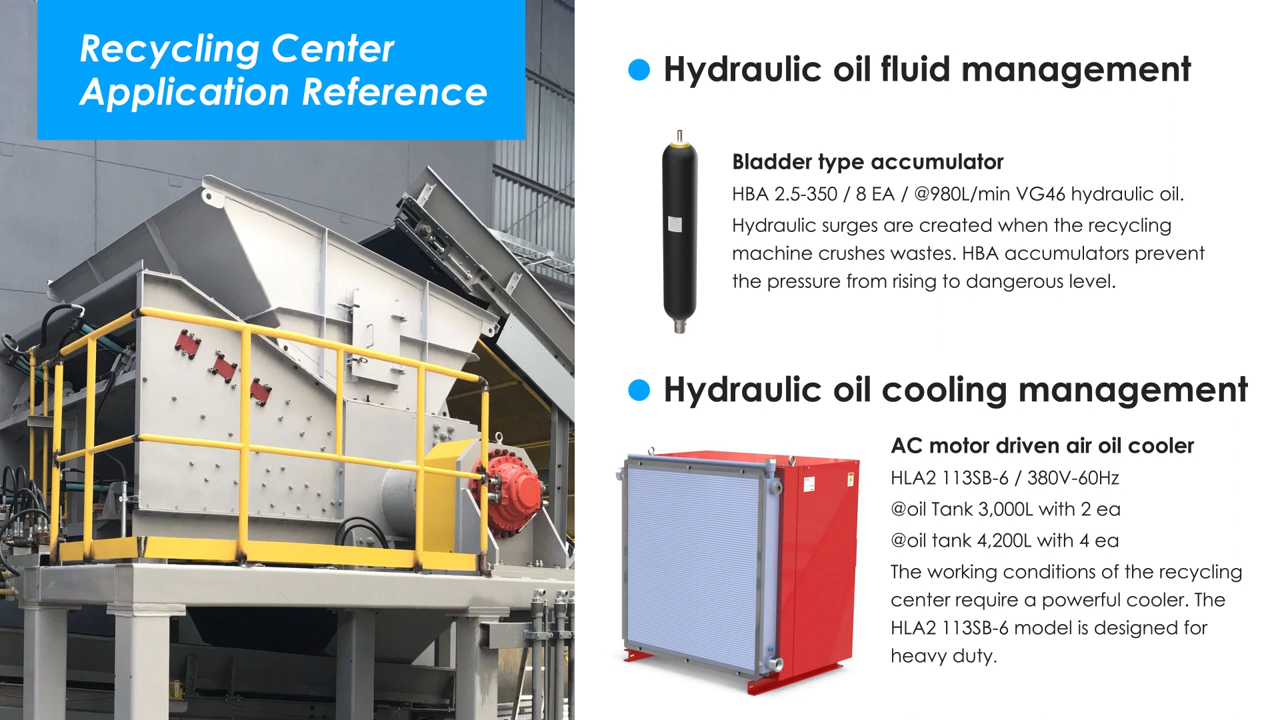 Recycling Center
Application Reference
Hydraulic oil fluid management
Bladder type accumulator
HBA 2.5-350 / 8 EA / @980L/min VG46 hydraulic oil.
Hydraulic surges are created when the recycling
machine crushes wastes. HBA accumulators prevent
the pressure from rising to dangerous level.
Hydraulic oil cooling management
AC motor driven air oil cooler
HLA2 113SB-6 / 380V-60Hz
@oil Tank 3,000L with 2 ea
@oil tank 4,200L with 4 ea
The working conditions of the recycling
center require a powerful cooler. The
HLA2 113SB-6 model is designed for
heavy duty.